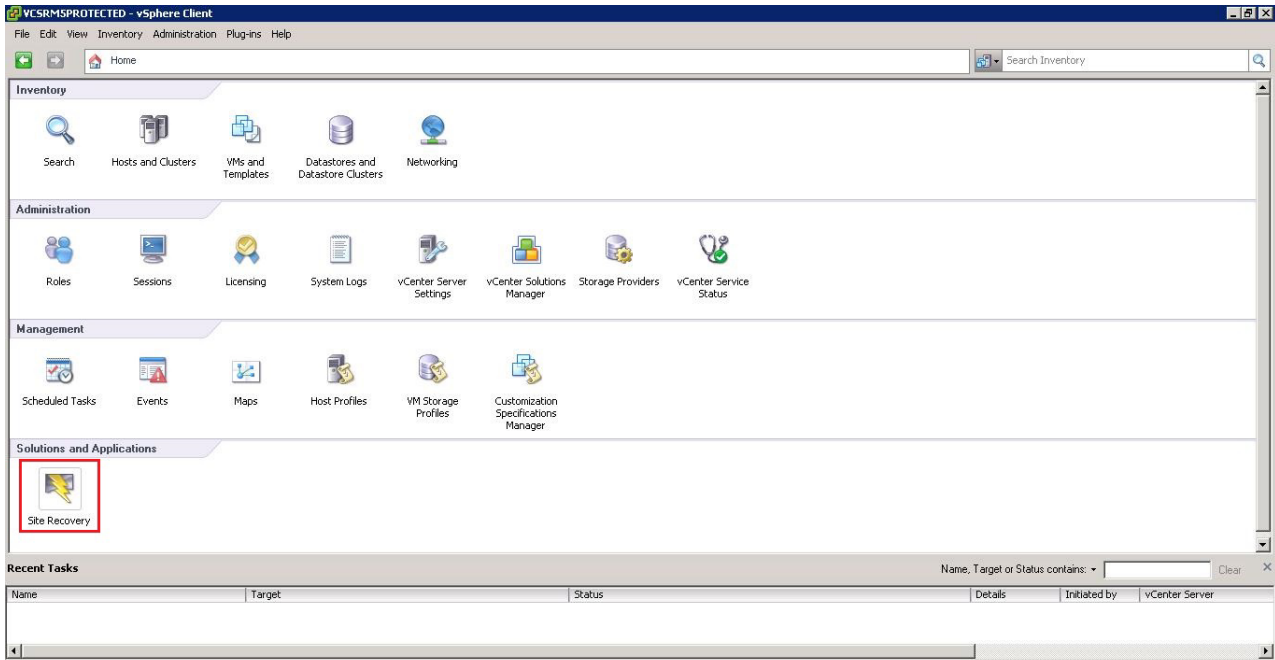 VCSRM5PROTECTED - vSphere Client
File Edit View Inventory Administration Plug-ins Help
Home
Search Inventory
Inventory
Search
Hosts and Clusters
VMs and
Templates
Datastores and
Datastore Clusters
Networking
Administration
Roles
Sessions
Licensing
System Logs
vCenter Server
Settings
vCenter Solutions
Manager
Storage Providers
vCenter Service
Status
Management
Scheduled Tasks
Events
Maps
Host Profiles
VM Storage
Profiles
Customization
Specifications
Manager
Solutions and Applications
Site Recovery
Recent Tasks
Name, Target or Status contains:
Clear
Name Target Status Details Initiated by vCenter Server